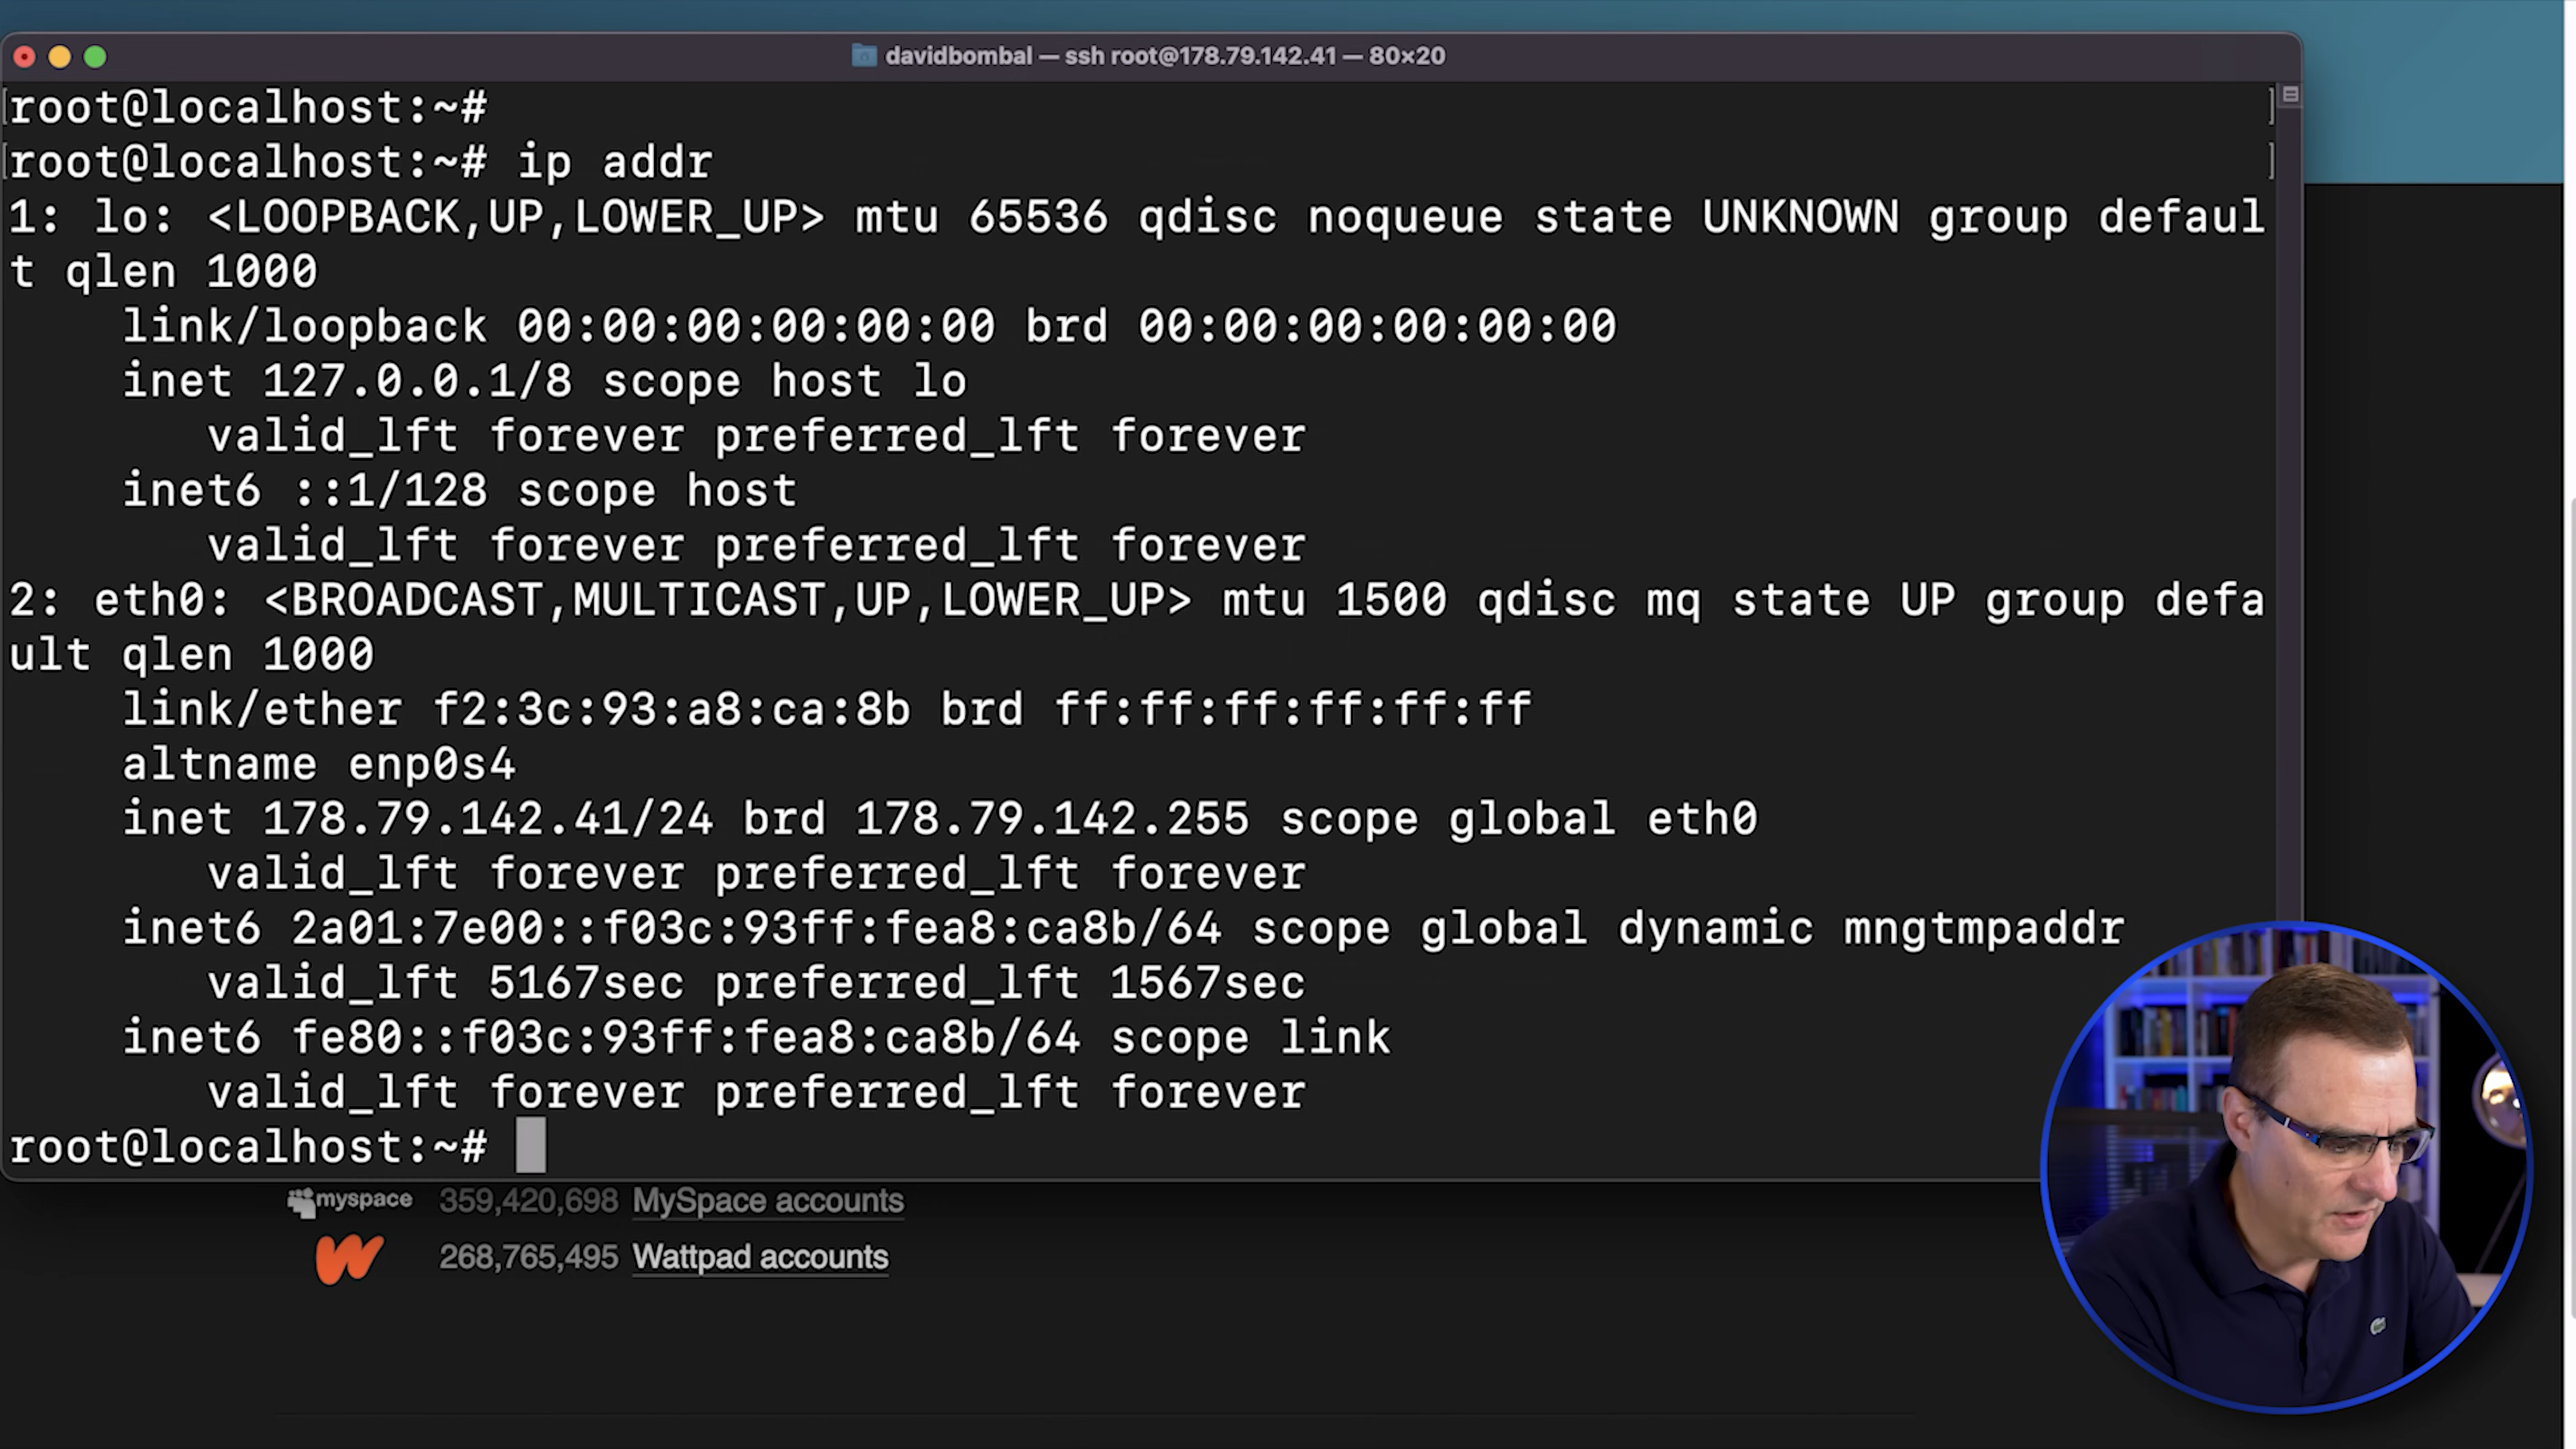 davidbombal — ssh root@178.79.142.41 — 80×20
[root@localhost:~# ]
[root@localhost:~# ip addr ]
1: lo: <LOOPBACK,UP,LOWER_UP> mtu 65536 qdisc noqueue state UNKNOWN group defaul
t qlen 1000
    link/loopback 00:00:00:00:00:00 brd 00:00:00:00:00:00
    inet 127.0.0.1/8 scope host lo
       valid_lft forever preferred_lft forever
    inet6 ::1/128 scope host
       valid_lft forever preferred_lft forever
2: eth0: <BROADCAST,MULTICAST,UP,LOWER_UP> mtu 1500 qdisc mq state UP group defa
ult qlen 1000
    link/ether f2:3c:93:a8:ca:8b brd ff:ff:ff:ff:ff:ff
    altname enp0s4
    inet 178.79.142.41/24 brd 178.79.142.255 scope global eth0
       valid_lft forever preferred_lft forever
    inet6 2a01:7e00::f03c:93ff:fea8:ca8b/64 scope global dynamic mngtmpaddr
       valid_lft 5167sec preferred_lft 1567sec
    inet6 fe80::f03c:93ff:fea8:ca8b/64 scope link
       valid_lft forever preferred_lft forever
root@localhost:~#
myspace 359,420,698 MySpace accounts
268,765,495 Wattpad accounts